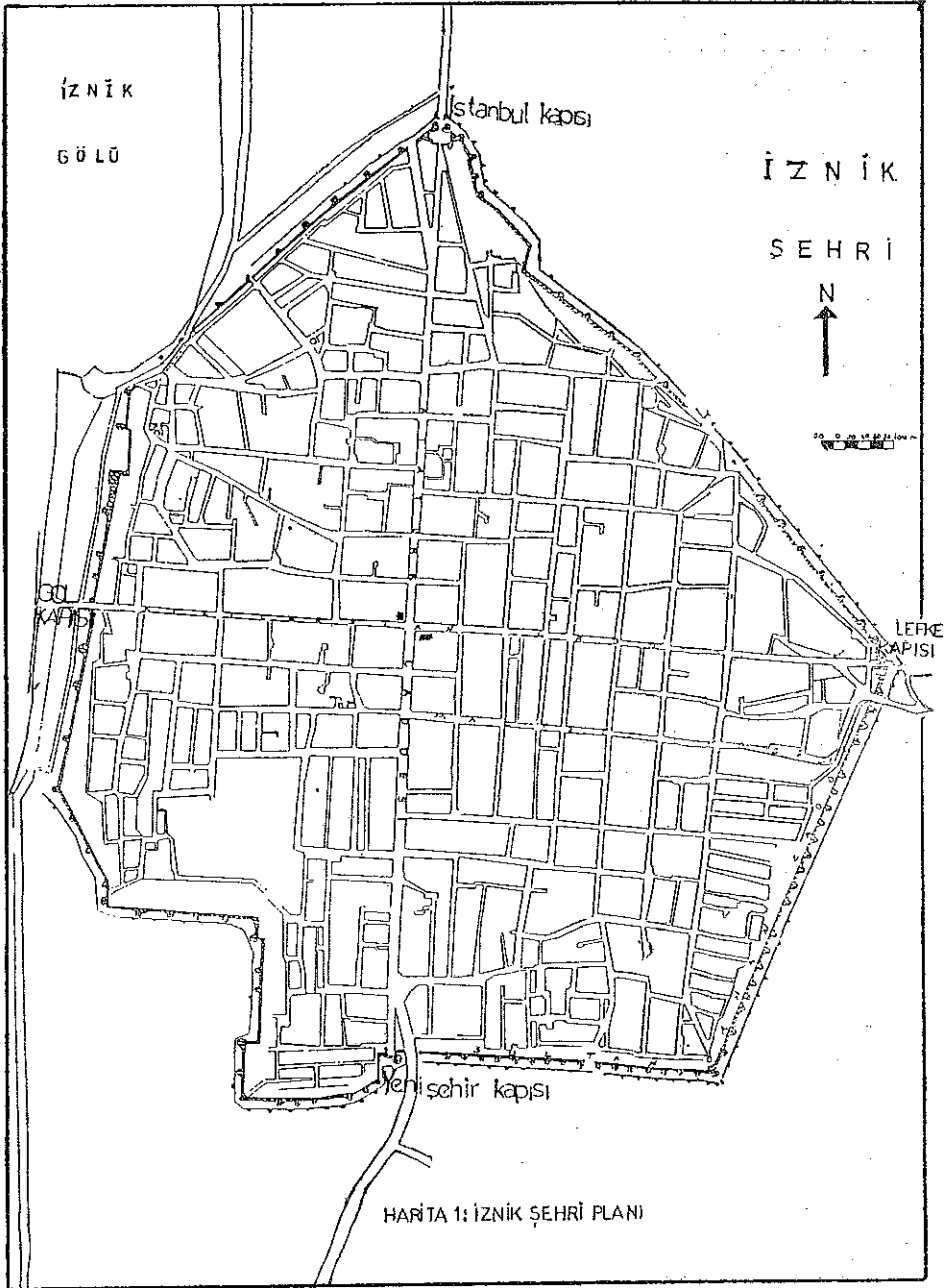 İZNİK
GÖLÜ
İstanbul kapısı
İZNİK
ŞEHRİ
N
GÖL
KAPISI
LEFKE
KAPISI
Yenişehir kapısı
HARİTA 1: İZNİK ŞEHRİ PLANI